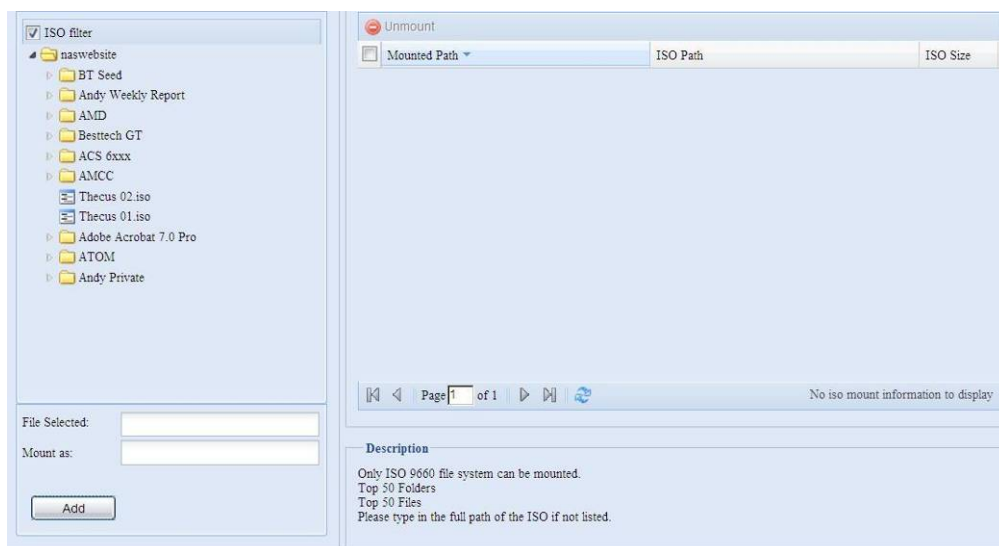 ISO filter
naswebsite
BT Seed
Andy Weekly Report
AMD
Besttech GT
ACS 6xxx
AMCC
Thecus 02.iso
Thecus 01.iso
Adobe Acrobat 7.0 Pro
ATOM
Andy Private
File Selected:
Mount as:
Add
Unmount
Mounted Path ISO Path ISO Size
Page 1 of 1 No iso mount information to display
Description
Only ISO 9660 file system can be mounted.
Top 50 Folders
Top 50 Files
Please type in the full path of the ISO if not listed.